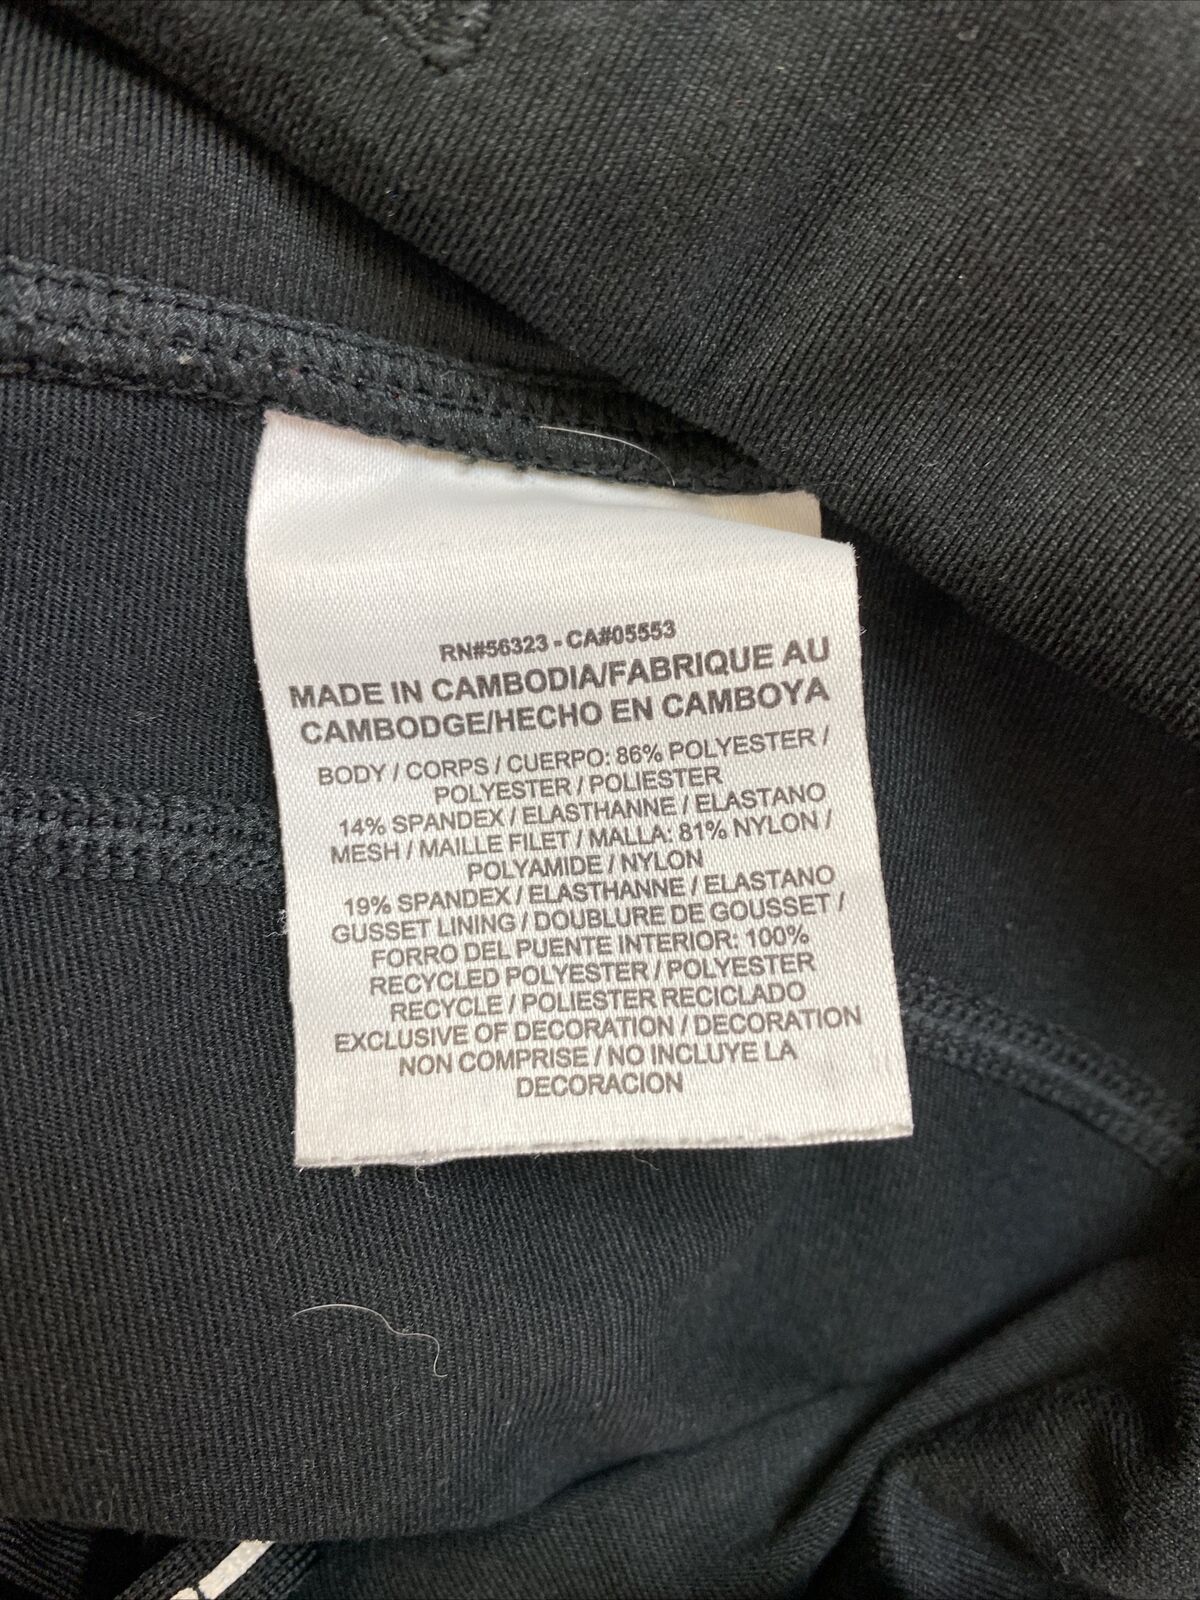 RN#56323 - CA#05553
MADE IN CAMBODIA/FABRIQUE AU
CAMBODGE/HECHO EN CAMBOYA
BODY / CORPS / CUERPO: 86% POLYESTER /
POLYESTER / POLIESTER
14% SPANDEX / ELASTHANNE / ELASTANO
MESH / MAILLE FILET / MALLA: 81% NYLON /
POLYAMIDE / NYLON
19% SPANDEX / ELASTHANNE / ELASTANO
GUSSET LINING / DOUBLURE DE GOUSSET /
FORRO DEL PUENTE INTERIOR: 100%
RECYCLED POLYESTER / POLYESTER
RECYCLE / POLIESTER RECICLADO
EXCLUSIVE OF DECORATION / DECORATION
NON COMPRISE / NO INCLUYE LA
DECORACION